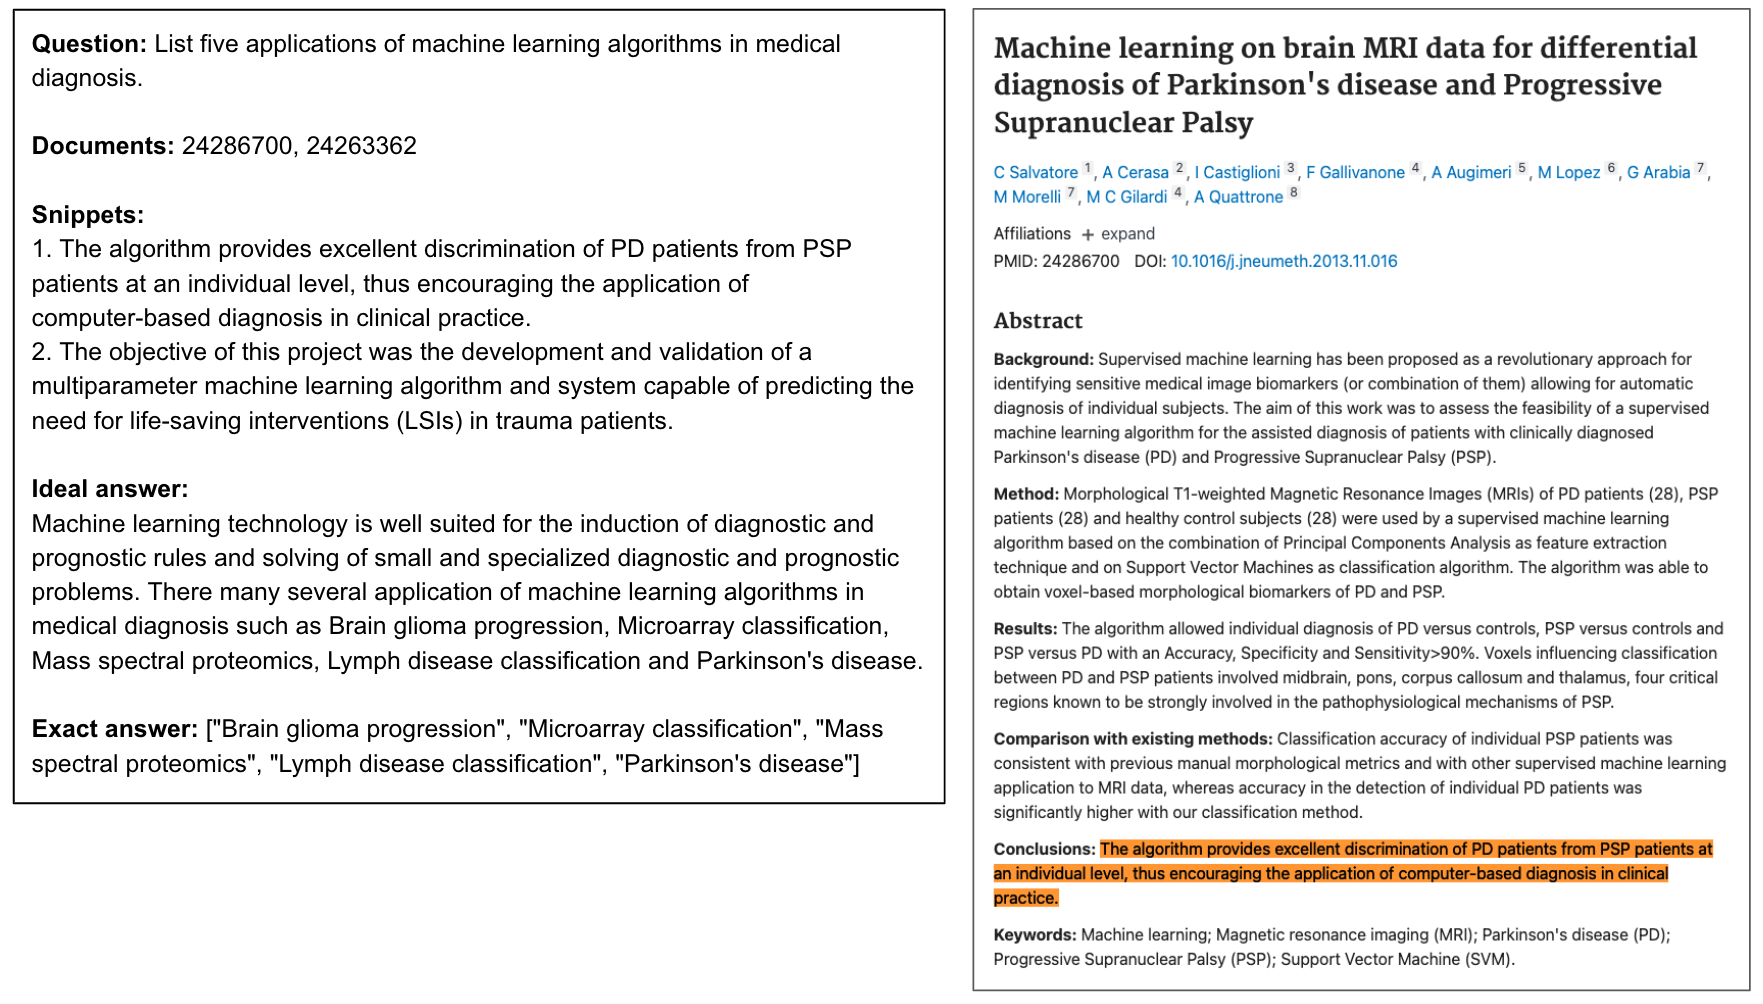 Question: List five applications of machine learning algorithms in medical
diagnosis.
Documents: 24286700, 24263362
Snippets:
1. The algorithm provides excellent discrimination of PD patients from PSP
patients at an individual level, thus encouraging the application of
computer-based diagnosis in clinical practice.
2. The objective of this project was the development and validation of a
multiparameter machine learning algorithm and system capable of predicting the
need for life-saving interventions (LSIs) in trauma patients.
Ideal answer:
Machine learning technology is well suited for the induction of diagnostic and
prognostic rules and solving of small and specialized diagnostic and prognostic
problems. There many several application of machine learning algorithms in
medical diagnosis such as Brain glioma progression, Microarray classification,
Mass spectral proteomics, Lymph disease classification and Parkinson's disease.
Exact answer: ["Brain glioma progression", "Microarray classification", "Mass
spectral proteomics", "Lymph disease classification", "Parkinson's disease"]
Machine learning on brain MRI data for differential
diagnosis of Parkinson's disease and Progressive
Supranuclear Palsy
C Salvatore 1, A Cerasa 2, I Castiglioni 3, F Gallivanone 4, A Augimeri 5, M Lopez 6, G Arabia 7,
M Morelli 7, M C Gilardi 4, A Quattrone 8
Affiliations + expand
PMID: 24286700 DOI: 10.1016/j.jneumeth.2013.11.016
Abstract
Background: Supervised machine learning has been proposed as a revolutionary approach for
identifying sensitive medical image biomarkers (or combination of them) allowing for automatic
diagnosis of individual subjects. The aim of this work was to assess the feasibility of a supervised
machine learning algorithm for the assisted diagnosis of patients with clinically diagnosed
Parkinson's disease (PD) and Progressive Supranuclear Palsy (PSP).
Method: Morphological T1-weighted Magnetic Resonance Images (MRIs) of PD patients (28), PSP
patients (28) and healthy control subjects (28) were used by a supervised machine learning
algorithm based on the combination of Principal Components Analysis as feature extraction
technique and on Support Vector Machines as classification algorithm. The algorithm was able to
obtain voxel-based morphological biomarkers of PD and PSP.
Results: The algorithm allowed individual diagnosis of PD versus controls, PSP versus controls and
PSP versus PD with an Accuracy, Specificity and Sensitivity>90%. Voxels influencing classification
between PD and PSP patients involved midbrain, pons, corpus callosum and thalamus, four critical
regions known to be strongly involved in the pathophysiological mechanisms of PSP.
Comparison with existing methods: Classification accuracy of individual PSP patients was
consistent with previous manual morphological metrics and with other supervised machine learning
application to MRI data, whereas accuracy in the detection of individual PD patients was
significantly higher with our classification method.
Conclusions: The algorithm provides excellent discrimination of PD patients from PSP patients at
an individual level, thus encouraging the application of computer-based diagnosis in clinical
practice.
Keywords: Machine learning; Magnetic resonance imaging (MRI); Parkinson's disease (PD);
Progressive Supranuclear Palsy (PSP); Support Vector Machine (SVM).